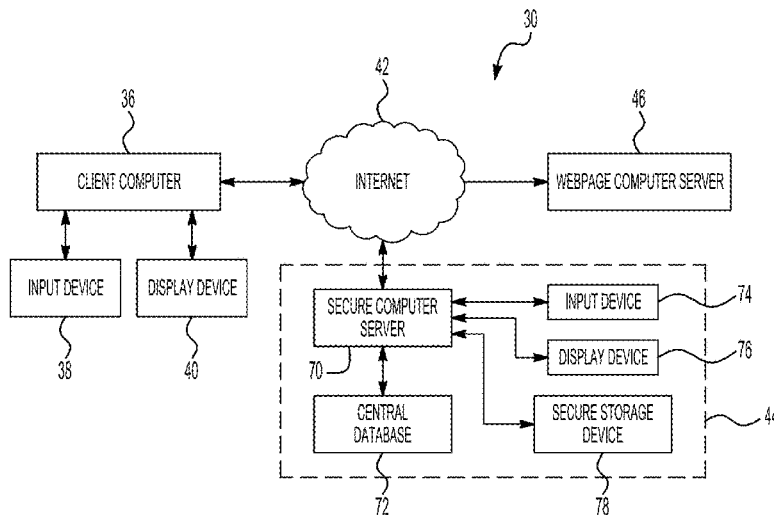 30
42
36
46
CLIENT COMPUTER
INTERNET
WEBPAGE COMPUTER SERVER
INPUT DEVICE
DISPLAY DEVICE
38
40
SECURE COMPUTER
SERVER
70
INPUT DEVICE
74
DISPLAY DEVICE
76
CENTRAL
DATABASE
72
SECURE STORAGE
DEVICE
78
44